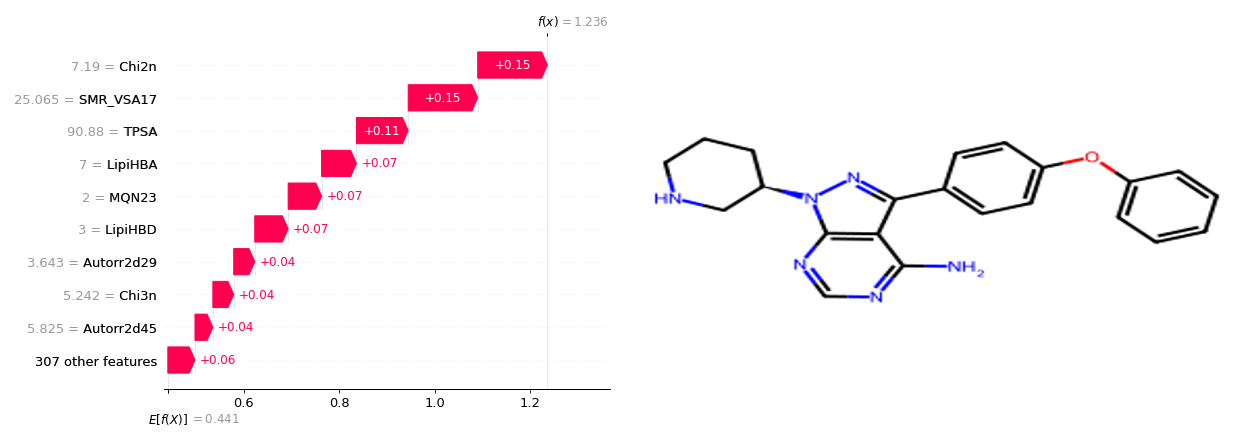 f(x) = 1.236
7.19 = Chi2n +0.15
25.065 = SMR_VSA17 +0.15
90.88 = TPSA +0.11
7 = LipiHBA +0.07
2 = MQN23 +0.07
3 = LipiHBD +0.07
3.643 = Autorr2d29 +0.04
5.242 = Chi3n +0.04
5.825 = Autorr2d45 +0.04
307 other features +0.06
0.6 0.8 1.0 1.2
E[f(X)] = 0.441
O
N
HN N
N NH₂
N